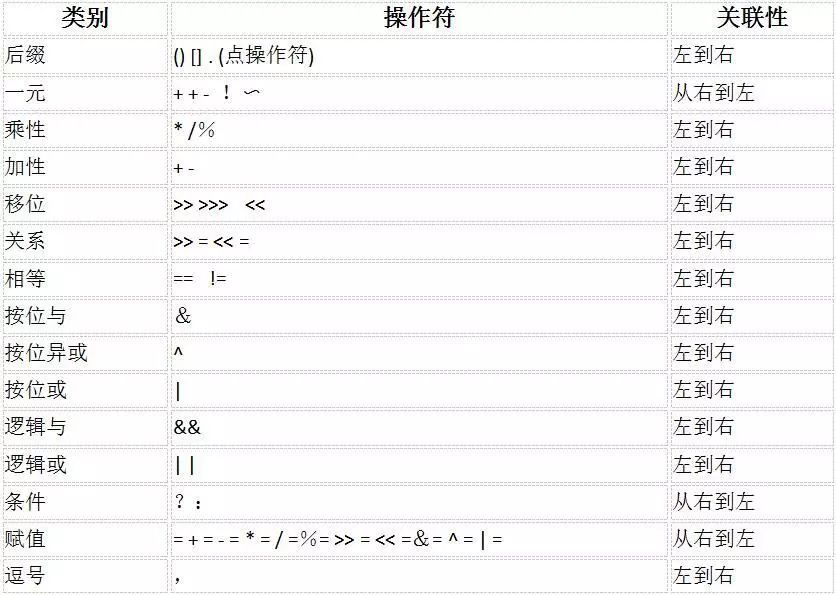 类别 操作符 关联性
后缀 () [] . (点操作符) 左到右
一元 + + - ！〜 从右到左
乘性 * /％ 左到右
加性 + - 左到右
移位 >> >>> << 左到右
关系 >> = << = 左到右
相等 == != 左到右
按位与 ＆ 左到右
按位异或 ^ 左到右
按位或 | 左到右
逻辑与 && 左到右
逻辑或 | | 左到右
条件 ？： 从右到左
赋值 = + = - = * = / =％= >> = << =＆= ^ = | = 从右到左
逗号 ， 左到右